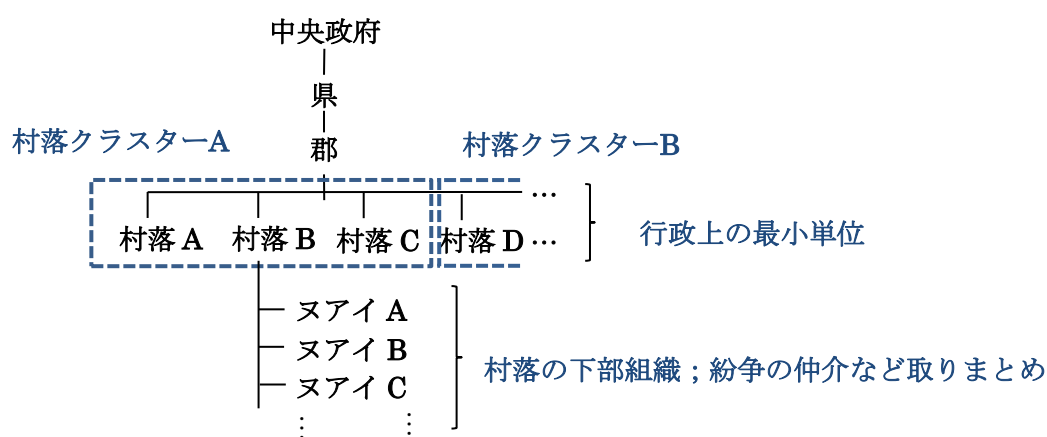 中央政府
県
村落クラスターA
郡
村落クラスターB
…
村落 A
村落 B
村落 C
村落 D …
行政上の最小単位
ヌアイ A
ヌアイ B
ヌアイ C
村落の下部組織；紛争の仲介など取りまとめ
⋮ ⋮